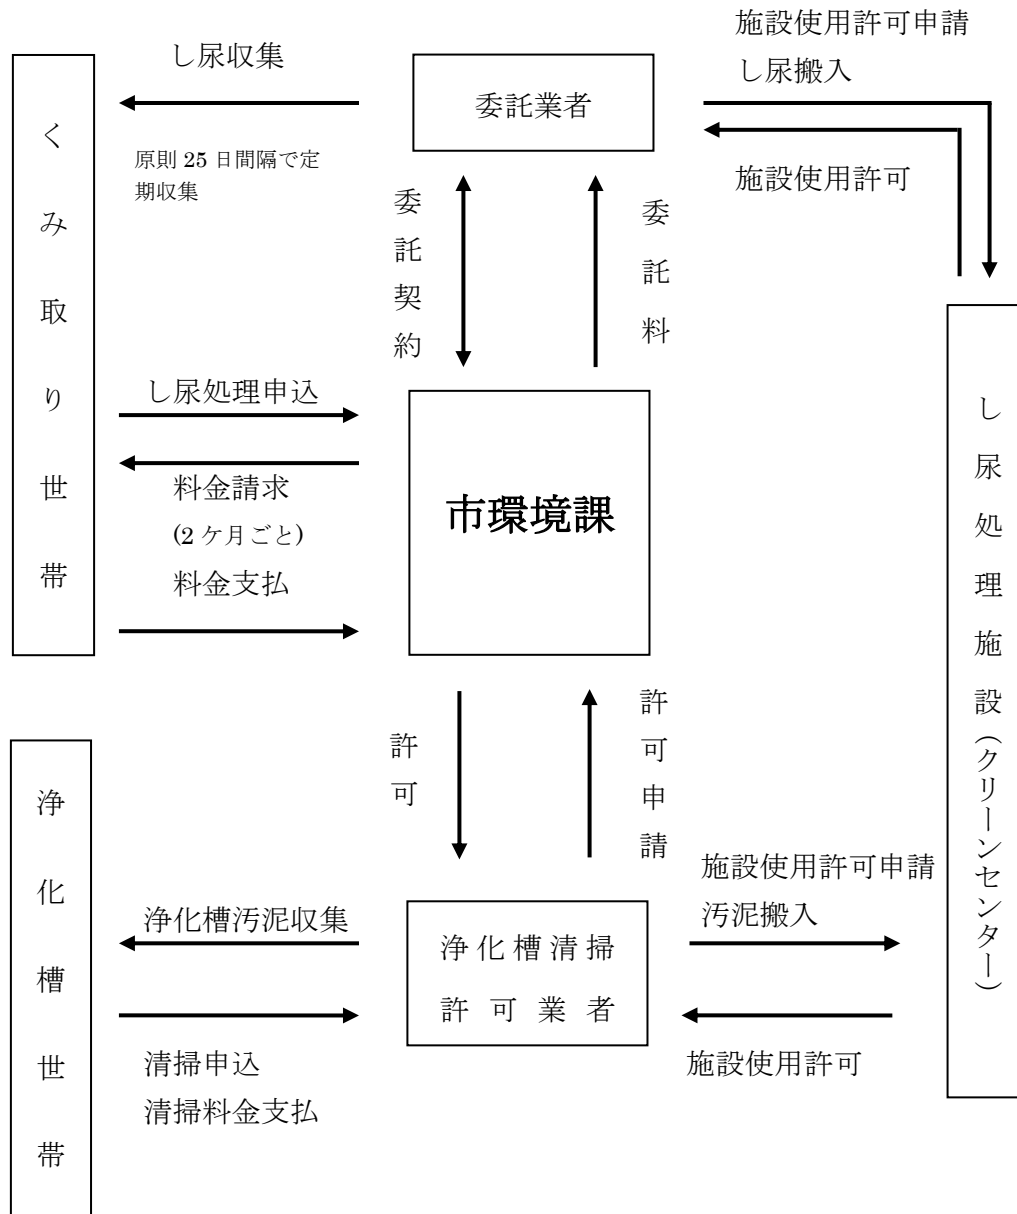 施設使用許可申請
し尿搬入
し尿収集
委託業者
くみ取り世帯
原則 25 日間隔で定
期収集
施設使用許可
委託契約
委託料
し尿処理申込
料金請求
(2 ケ月ごと)
料金支払
市環境課
し尿処理施設(クリーンセンター)
許可
許可申請
浄化槽世帯
浄化槽汚泥収集
浄化槽清掃
許可業者
施設使用許可申請
汚泥搬入
清掃申込
清掃料金支払
施設使用許可